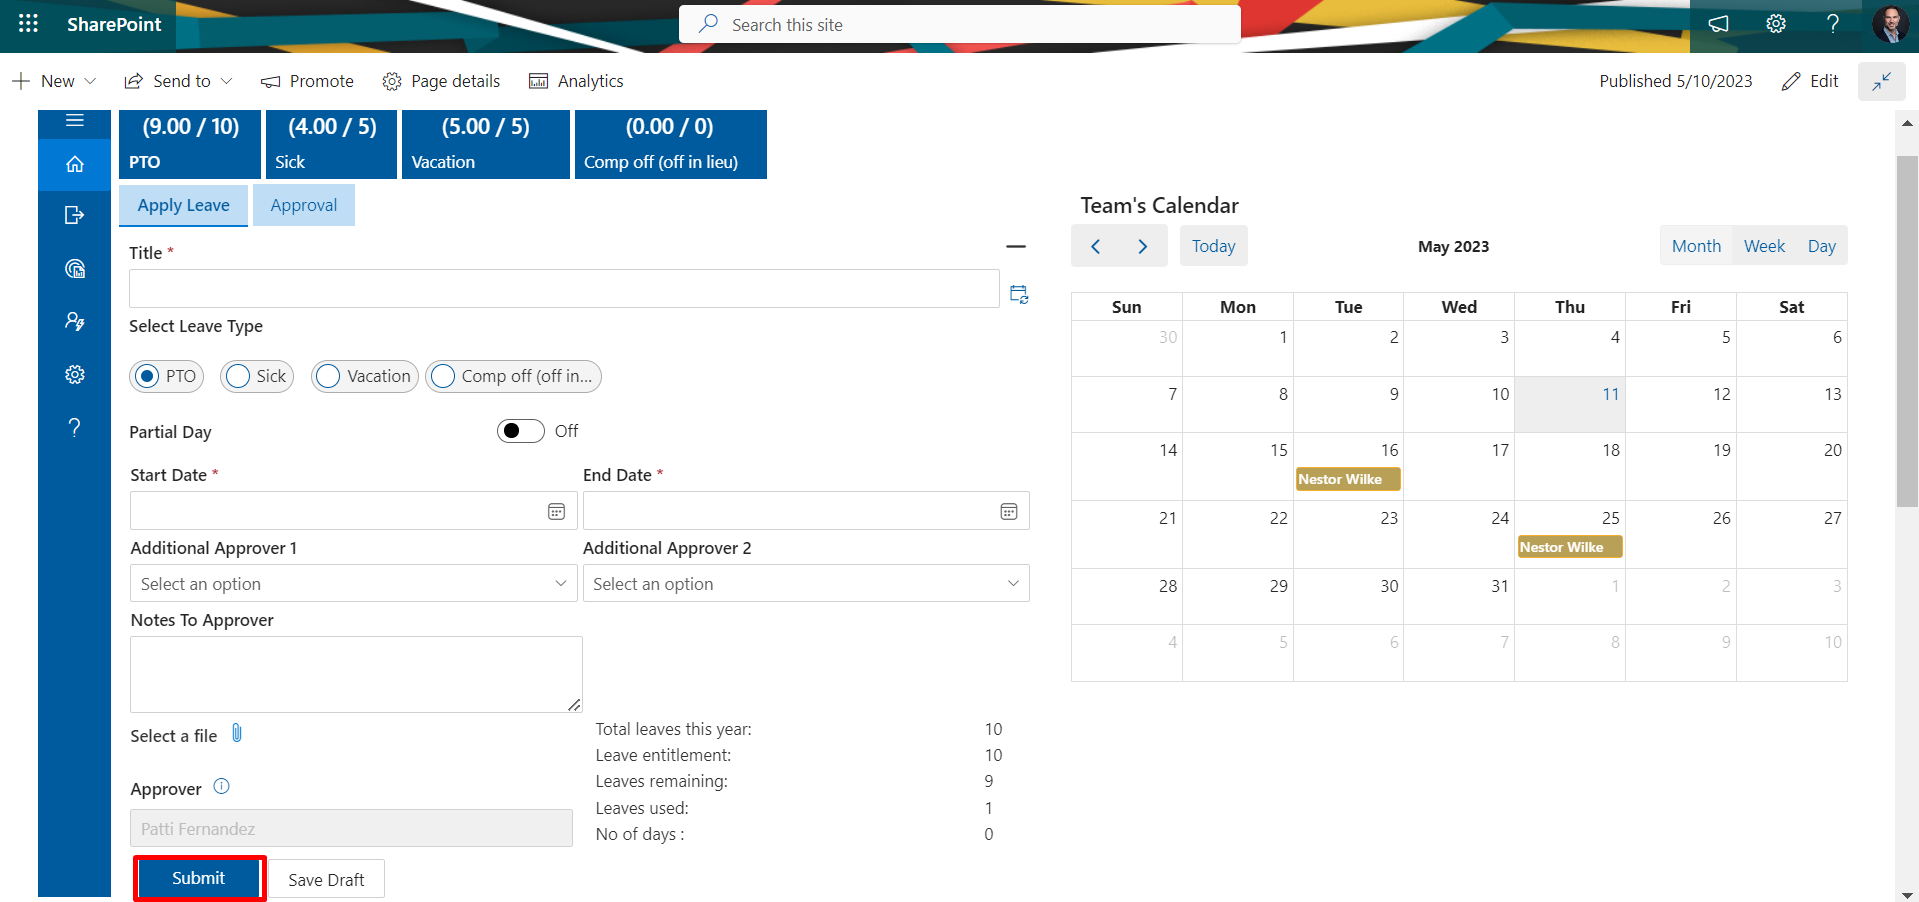 SharePoint
Search this site
?
New
Send to
Promote
Page details
Analytics
Published 5/10/2023
Edit
(9.00 / 10)
PTO
(4.00 / 5)
Sick
(5.00 / 5)
Vacation
(0.00 / 0)
Comp off (off in lieu)
?
Apply Leave
Approval
Title *
Select Leave Type
PTO
Sick
Vacation
Comp off (off in...
Partial Day
Off
Start Date *
End Date *
Additional Approver 1
Additional Approver 2
Select an option
Select an option
Notes To Approver
Select a file
Approver
Patti Fernandez
Total leaves this year: 10
Leave entitlement: 10
Leaves remaining: 9
Leaves used: 1
No of days : 0
Submit
Save Draft
Team's Calendar
Today
May 2023
Month Week Day
Sun Mon Tue Wed Thu Fri Sat
30 1 2 3 4 5 6
7 8 9 10 11 12 13
14 15 16 17 18 19 20
Nestor Wilke
21 22 23 24 25 26 27
Nestor Wilke
28 29 30 31 1 2 3
4 5 6 7 8 9 10